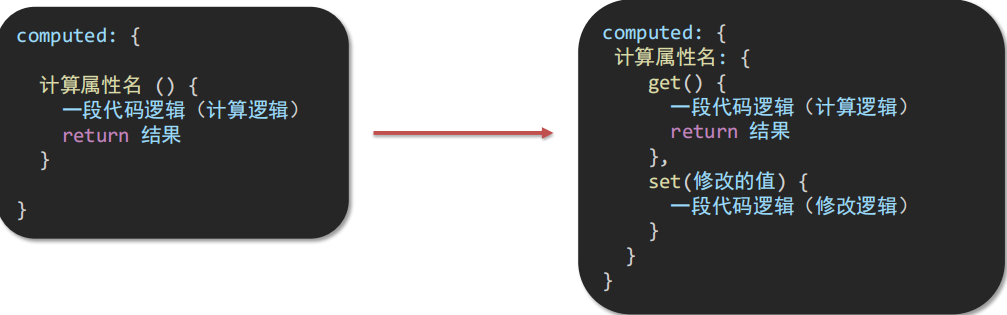 computed: {
计算属性名 () {
一段代码逻辑（计算逻辑）
return 结果
}
}
computed: {
计算属性名: {
get() {
一段代码逻辑（计算逻辑）
return 结果
},
set(修改的值) {
一段代码逻辑（修改逻辑）
}
}
}